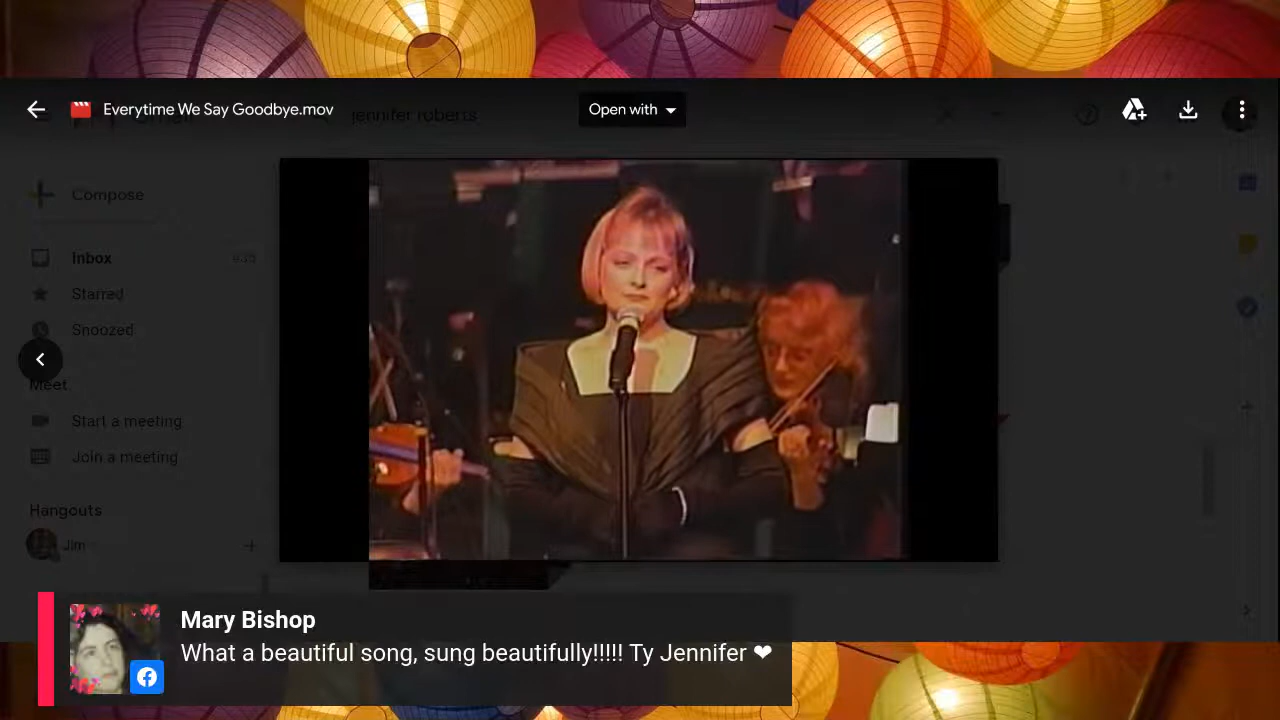 Everytime We Say Goodbye.mov
jennifer roberts
Open with
Compose
Inbox
Starred
Snoozed
Meet
Start a meeting
Join a meeting
Hangouts
Jim
Mary Bishop
What a beautiful song, sung beautifully!!!!! Ty Jennifer ❤